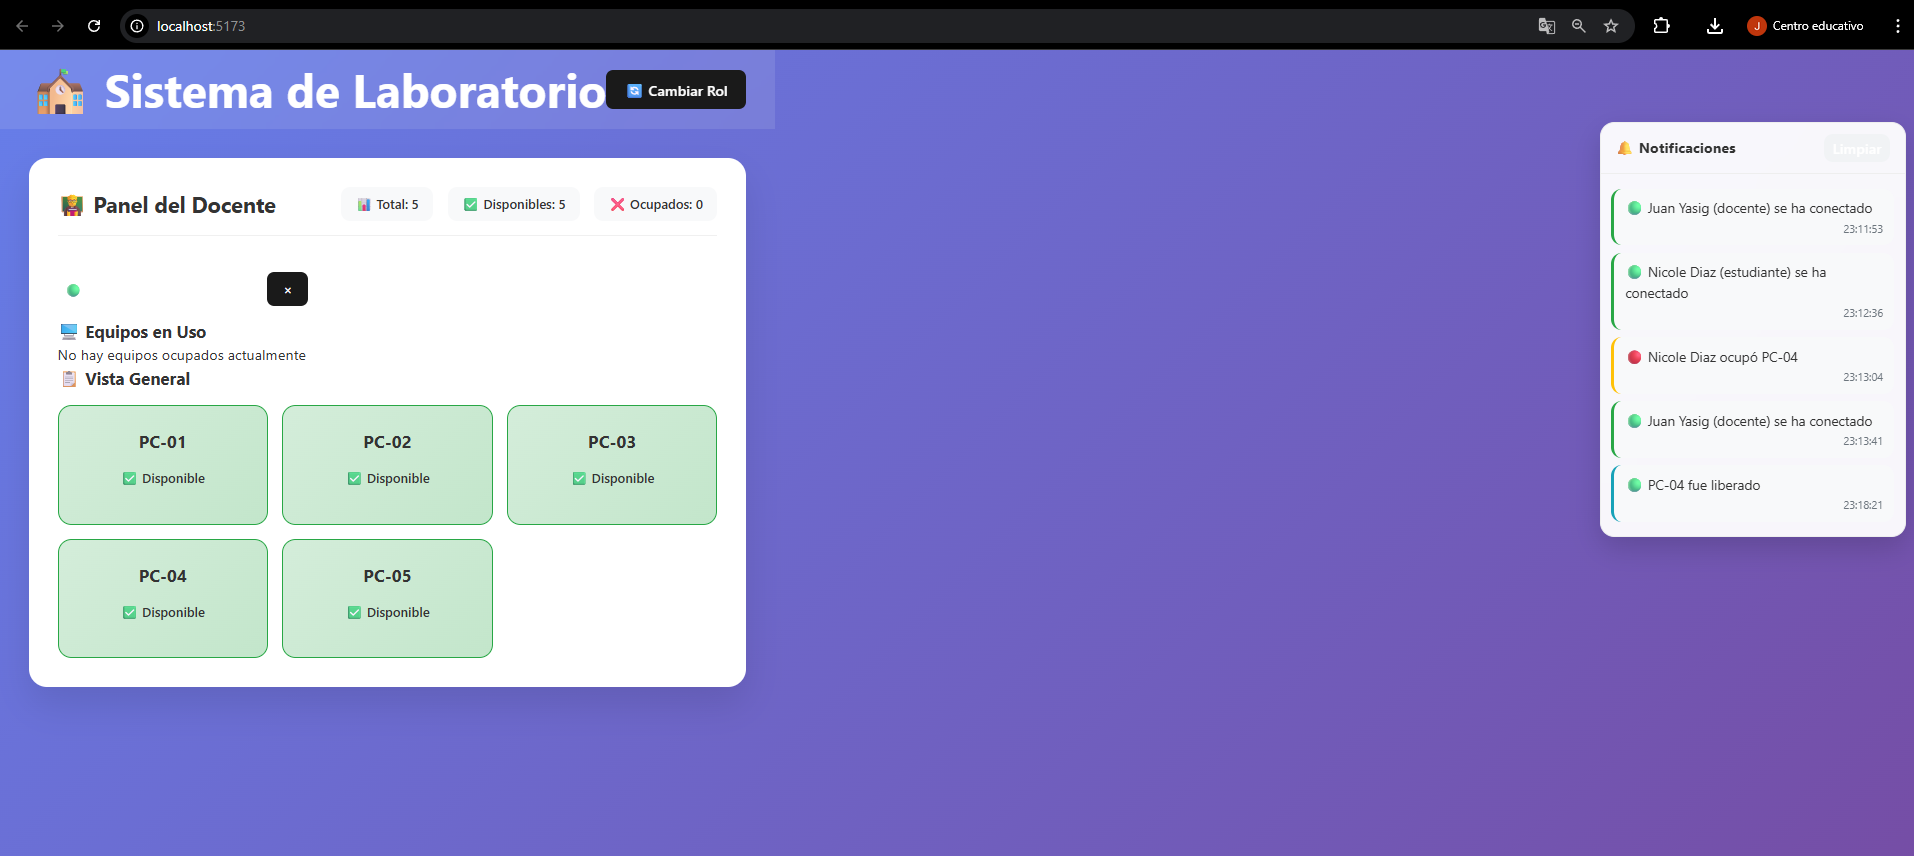 localhost:5173
J Centro educativo
Sistema de Laboratorio
Cambiar Rol
Panel del Docente
Total: 5
Disponibles: 5
Ocupados: 0
×
Equipos en Uso
No hay equipos ocupados actualmente
Vista General
PC-01
Disponible
PC-02
Disponible
PC-03
Disponible
PC-04
Disponible
PC-05
Disponible
Notificaciones
Limpiar
Juan Yasig (docente) se ha conectado
23:11:53
Nicole Diaz (estudiante) se ha
conectado
23:12:36
Nicole Diaz ocupó PC-04
23:13:04
Juan Yasig (docente) se ha conectado
23:13:41
PC-04 fue liberado
23:18:21